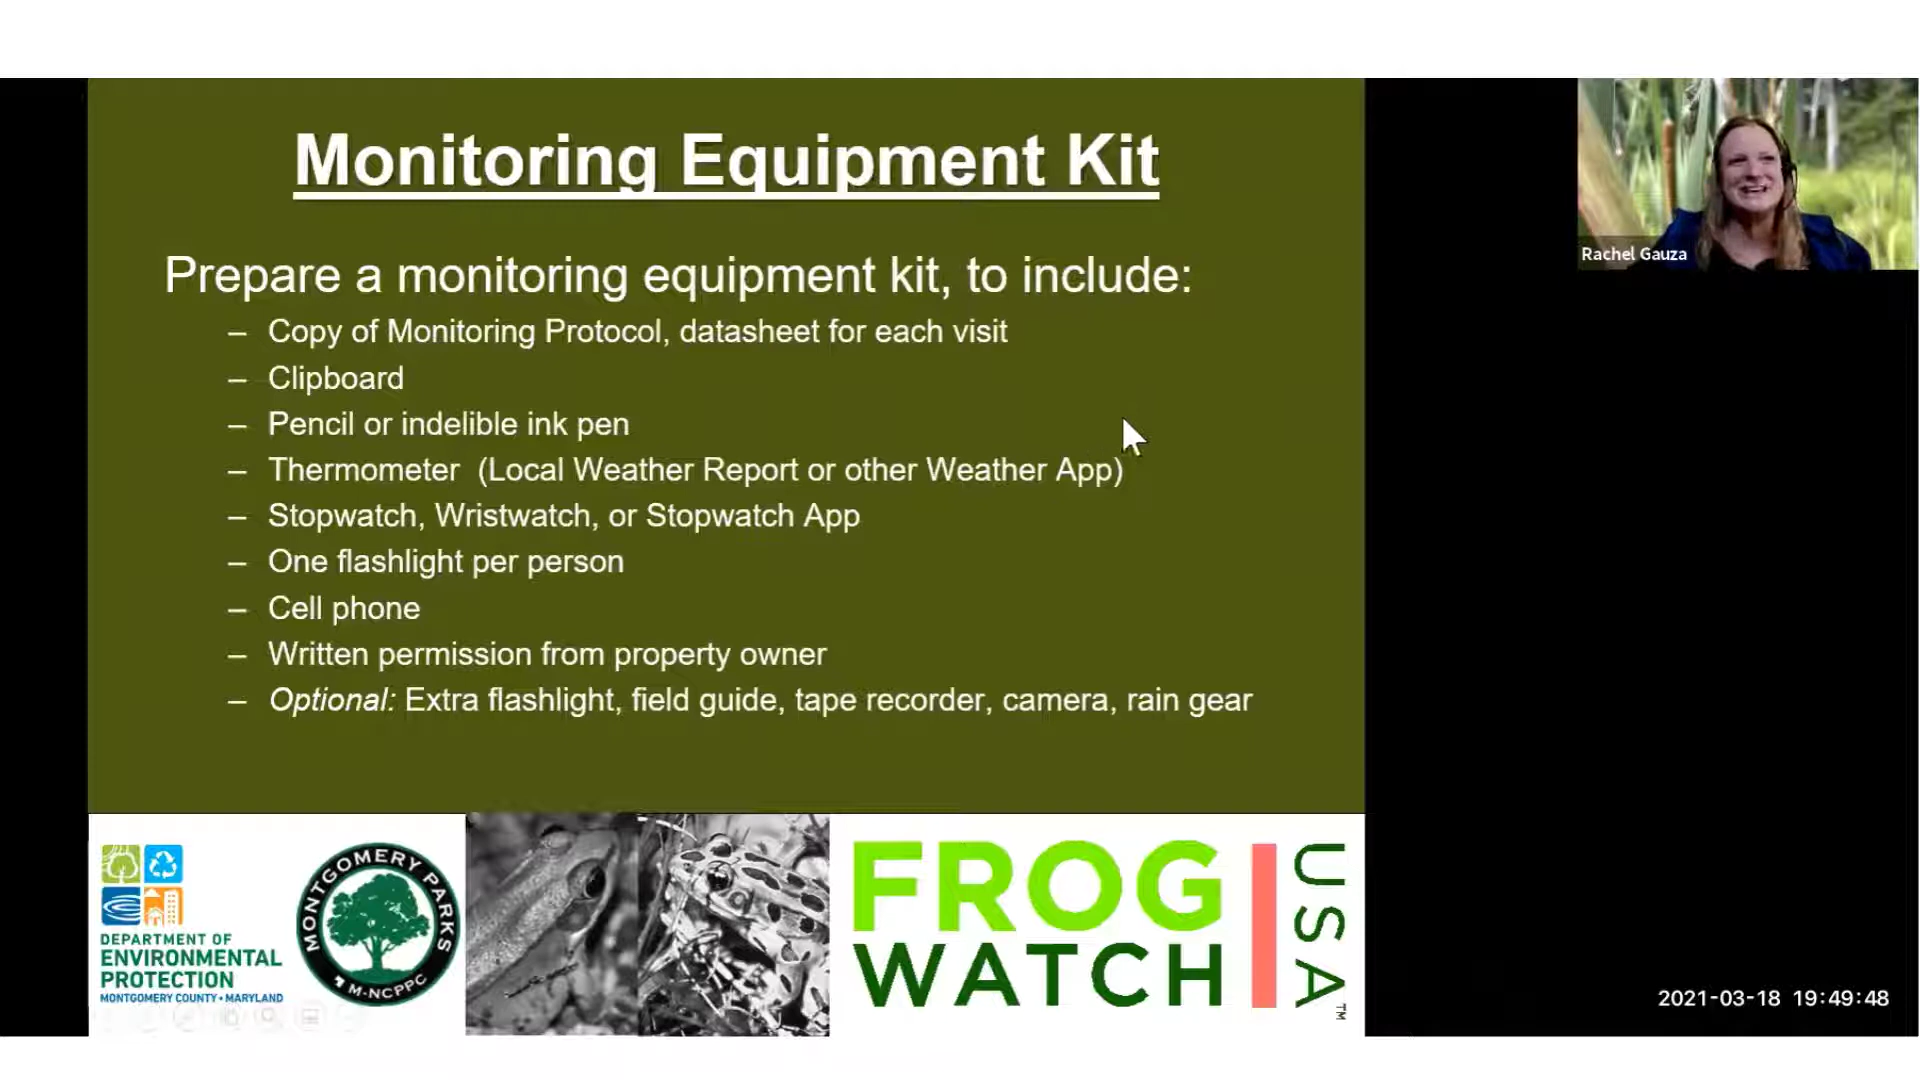 Monitoring Equipment Kit
Prepare a monitoring equipment kit, to include:
– Copy of Monitoring Protocol, datasheet for each visit
– Clipboard
– Pencil or indelible ink pen
– Thermometer (Local Weather Report or other Weather App)
– Stopwatch, Wristwatch, or Stopwatch App
– One flashlight per person
– Cell phone
– Written permission from property owner
– Optional: Extra flashlight, field guide, tape recorder, camera, rain gear
Rachel Gauza
DEPARTMENT OF
ENVIRONMENTAL
PROTECTION
MONTGOMERY COUNTY • MARYLAND
MONTGOMERY PARKS
M-NCPPC
FROG
WATCH
USA™
2021-03-18 19:49:48